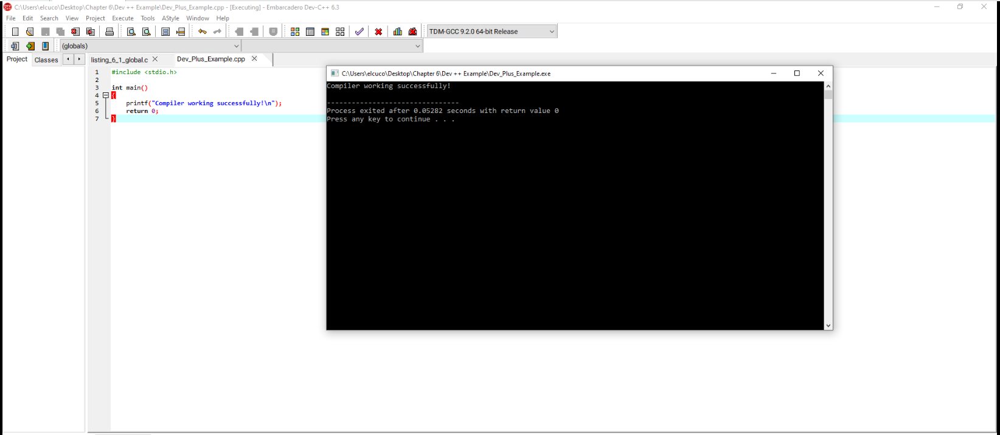 C:\Users\elcuco\Desktop\Chapter 6\Dev ++ Example\Dev_Plus_Example.cpp - [Executing] - Embarcadero Dev-C++ 6.3
File Edit Search View Project Execute Tools AStyle Window Help
TDM-GCC 9.2.0 64-bit Release
(globals)
Project Classes listing_6_1_global.c Dev_Plus_Example.cpp
1 #include <stdio.h>
2
3 int main()
4 {
5 printf("Compiler working successfully!\n");
6 return 0;
7 }
C:\Users\elcuco\Desktop\Chapter 6\Dev ++ Example\Dev_Plus_Example.exe
Compiler working successfully!
--------------------------------
Process exited after 0.05282 seconds with return value 0
Press any key to continue . . .